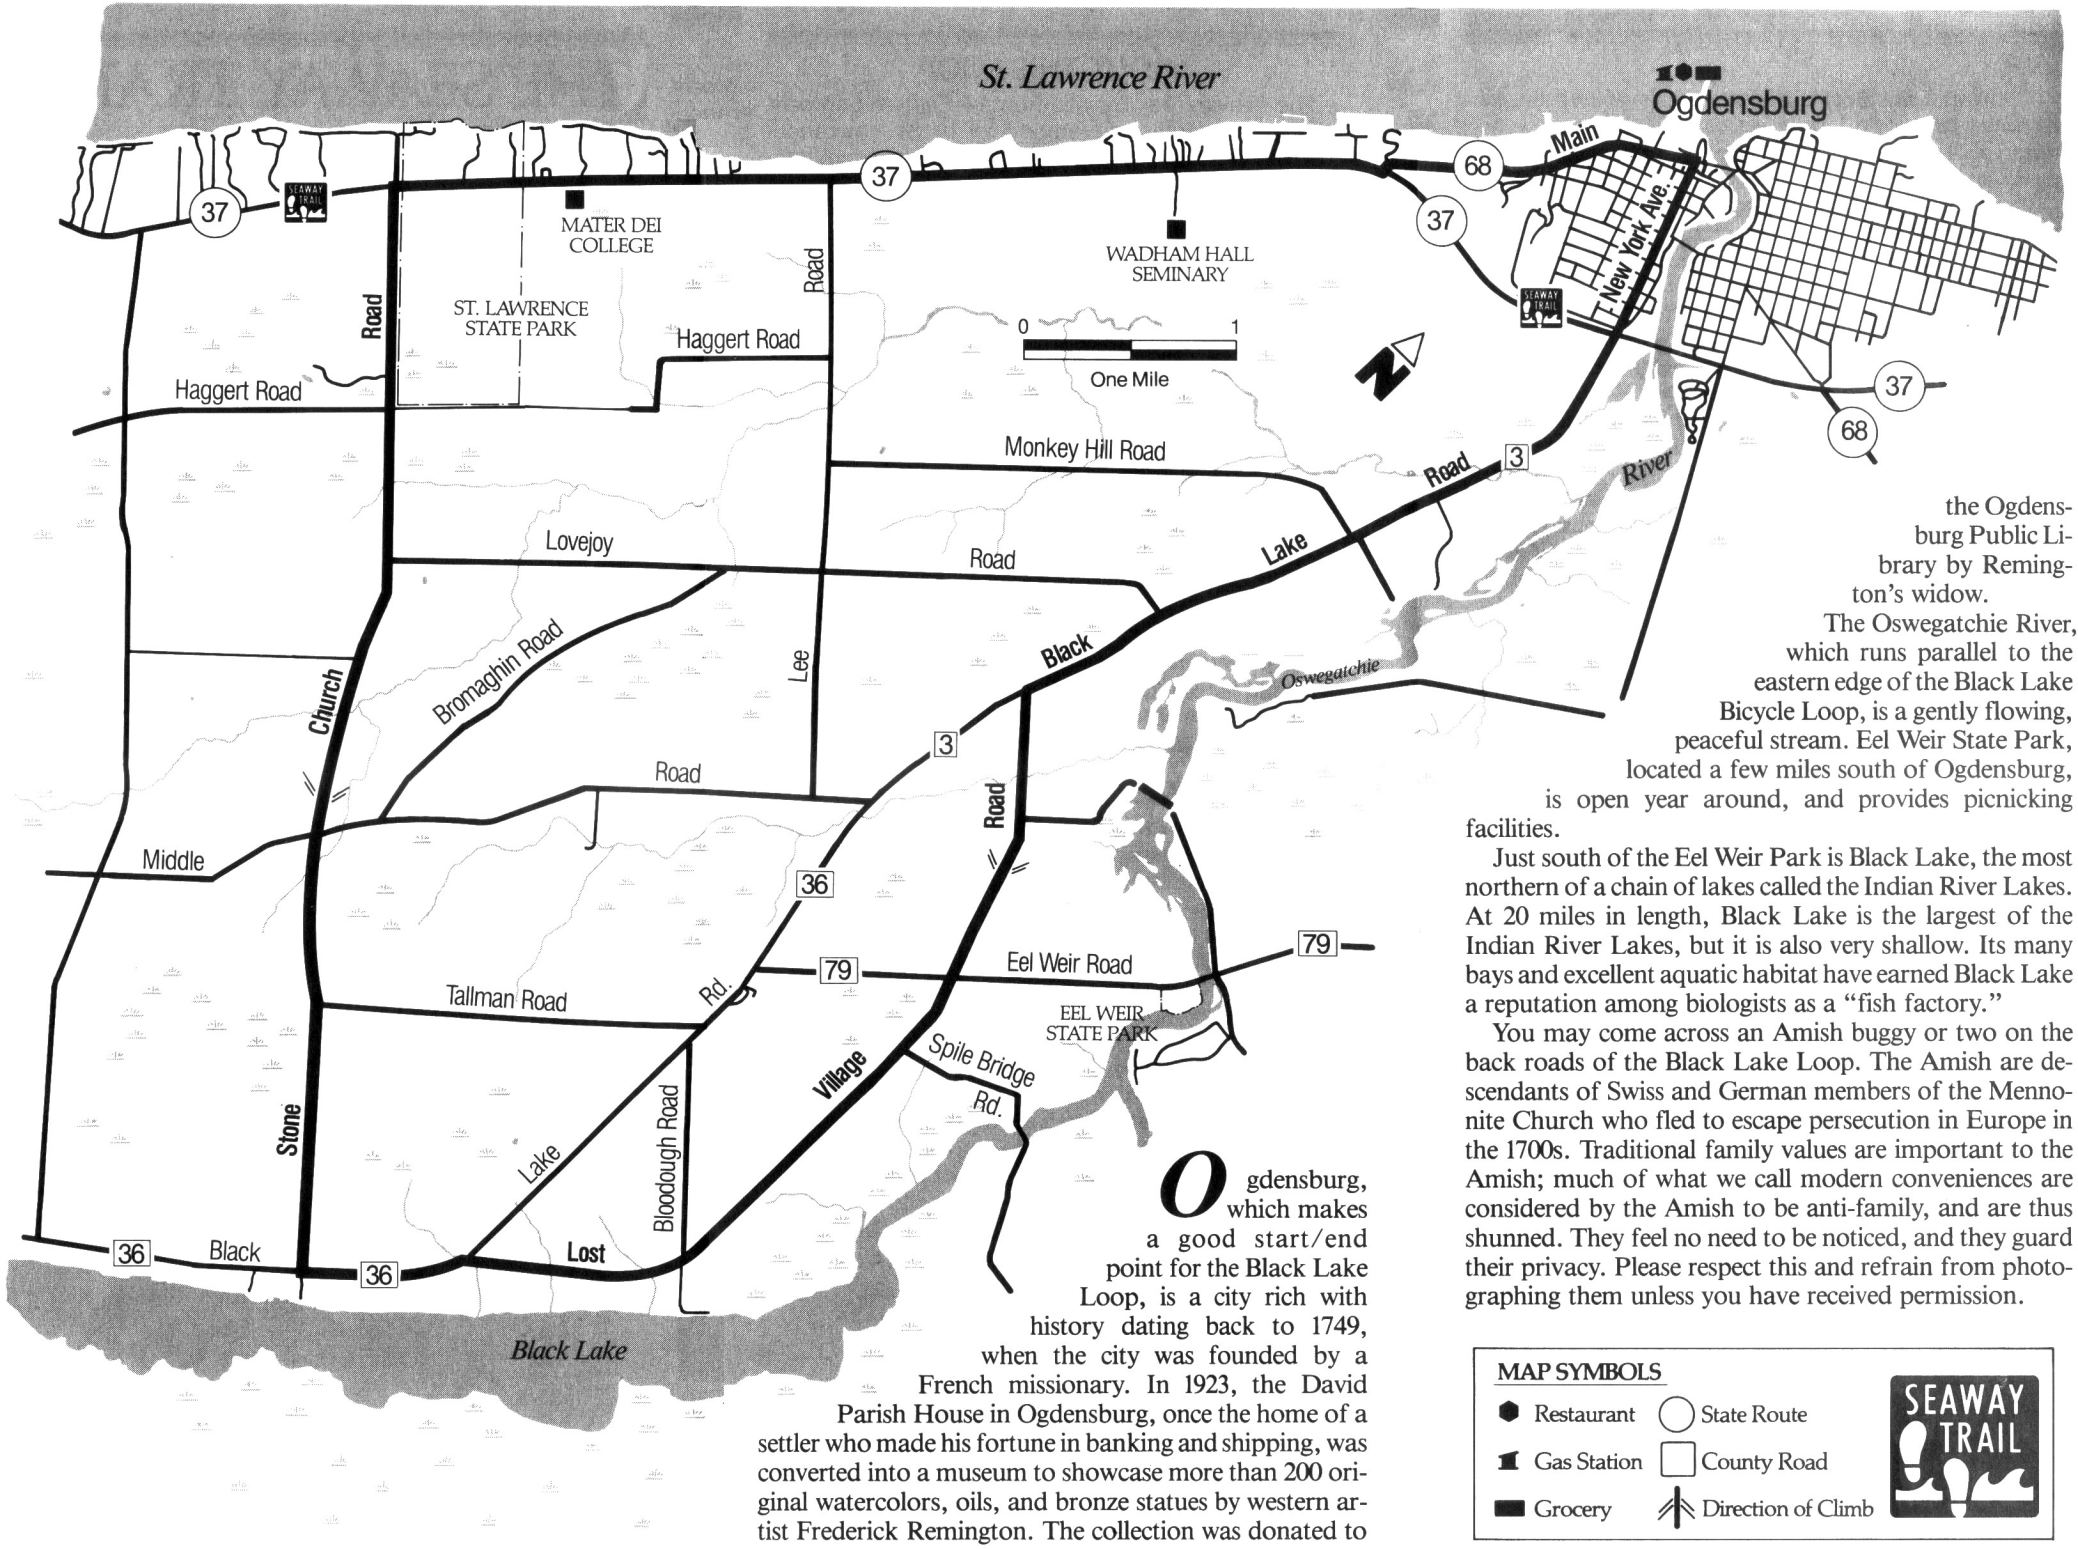 St. Lawrence River
Ogdensburg
Main
68
37
37
SEAWAY
TRAIL
37
MATER DEI
COLLEGE
Road
WADHAM HALL
SEMINARY
New York Ave.
37
SEAWAY
TRAIL
Road
ST. LAWRENCE
STATE PARK
0
1
One Mile
N
Haggert Road
Haggert Road
37
68
Monkey Hill Road
Road
3
River
Lovejoy
Road
Lake
Bromaghin Road
Lee
Black
Oswegatchie
Church
3
Road
Road
Middle
36
79
Eel Weir Road
79
Tallman Road
Rd.
EEL WEIR
STATE PARK
Spile Bridge
Rd.
Village
Stone
Lake
Bloodough Road
36
Black
36
Lost
Black Lake
Ogdensburg,
which makes
a good start/end
point for the Black Lake
Loop, is a city rich with
history dating back to 1749,
when the city was founded by a
French missionary. In 1923, the David
Parish House in Ogdensburg, once the home of a
settler who made his fortune in banking and shipping, was
converted into a museum to showcase more than 200 ori-
ginal watercolors, oils, and bronze statues by western ar-
tist Frederick Remington. The collection was donated to
the Ogdens-
burg Public Li-
brary by Reming-
ton's widow.
The Oswegatchie River,
which runs parallel to the
eastern edge of the Black Lake
Bicycle Loop, is a gently flowing,
peaceful stream. Eel Weir State Park,
located a few miles south of Ogdensburg,
is open year around, and provides picnicking
facilities.
Just south of the Eel Weir Park is Black Lake, the most
northern of a chain of lakes called the Indian River Lakes.
At 20 miles in length, Black Lake is the largest of the
Indian River Lakes, but it is also very shallow. Its many
bays and excellent aquatic habitat have earned Black Lake
a reputation among biologists as a “fish factory.”
You may come across an Amish buggy or two on the
back roads of the Black Lake Loop. The Amish are de-
scendants of Swiss and German members of the Menno-
nite Church who fled to escape persecution in Europe in
the 1700s. Traditional family values are important to the
Amish; much of what we call modern conveniences are
considered by the Amish to be anti-family, and are thus
shunned. They feel no need to be noticed, and they guard
their privacy. Please respect this and refrain from photo-
graphing them unless you have received permission.
MAP SYMBOLS
Restaurant
State Route
Gas Station
County Road
Grocery
Direction of Climb
SEAWAY
TRAIL